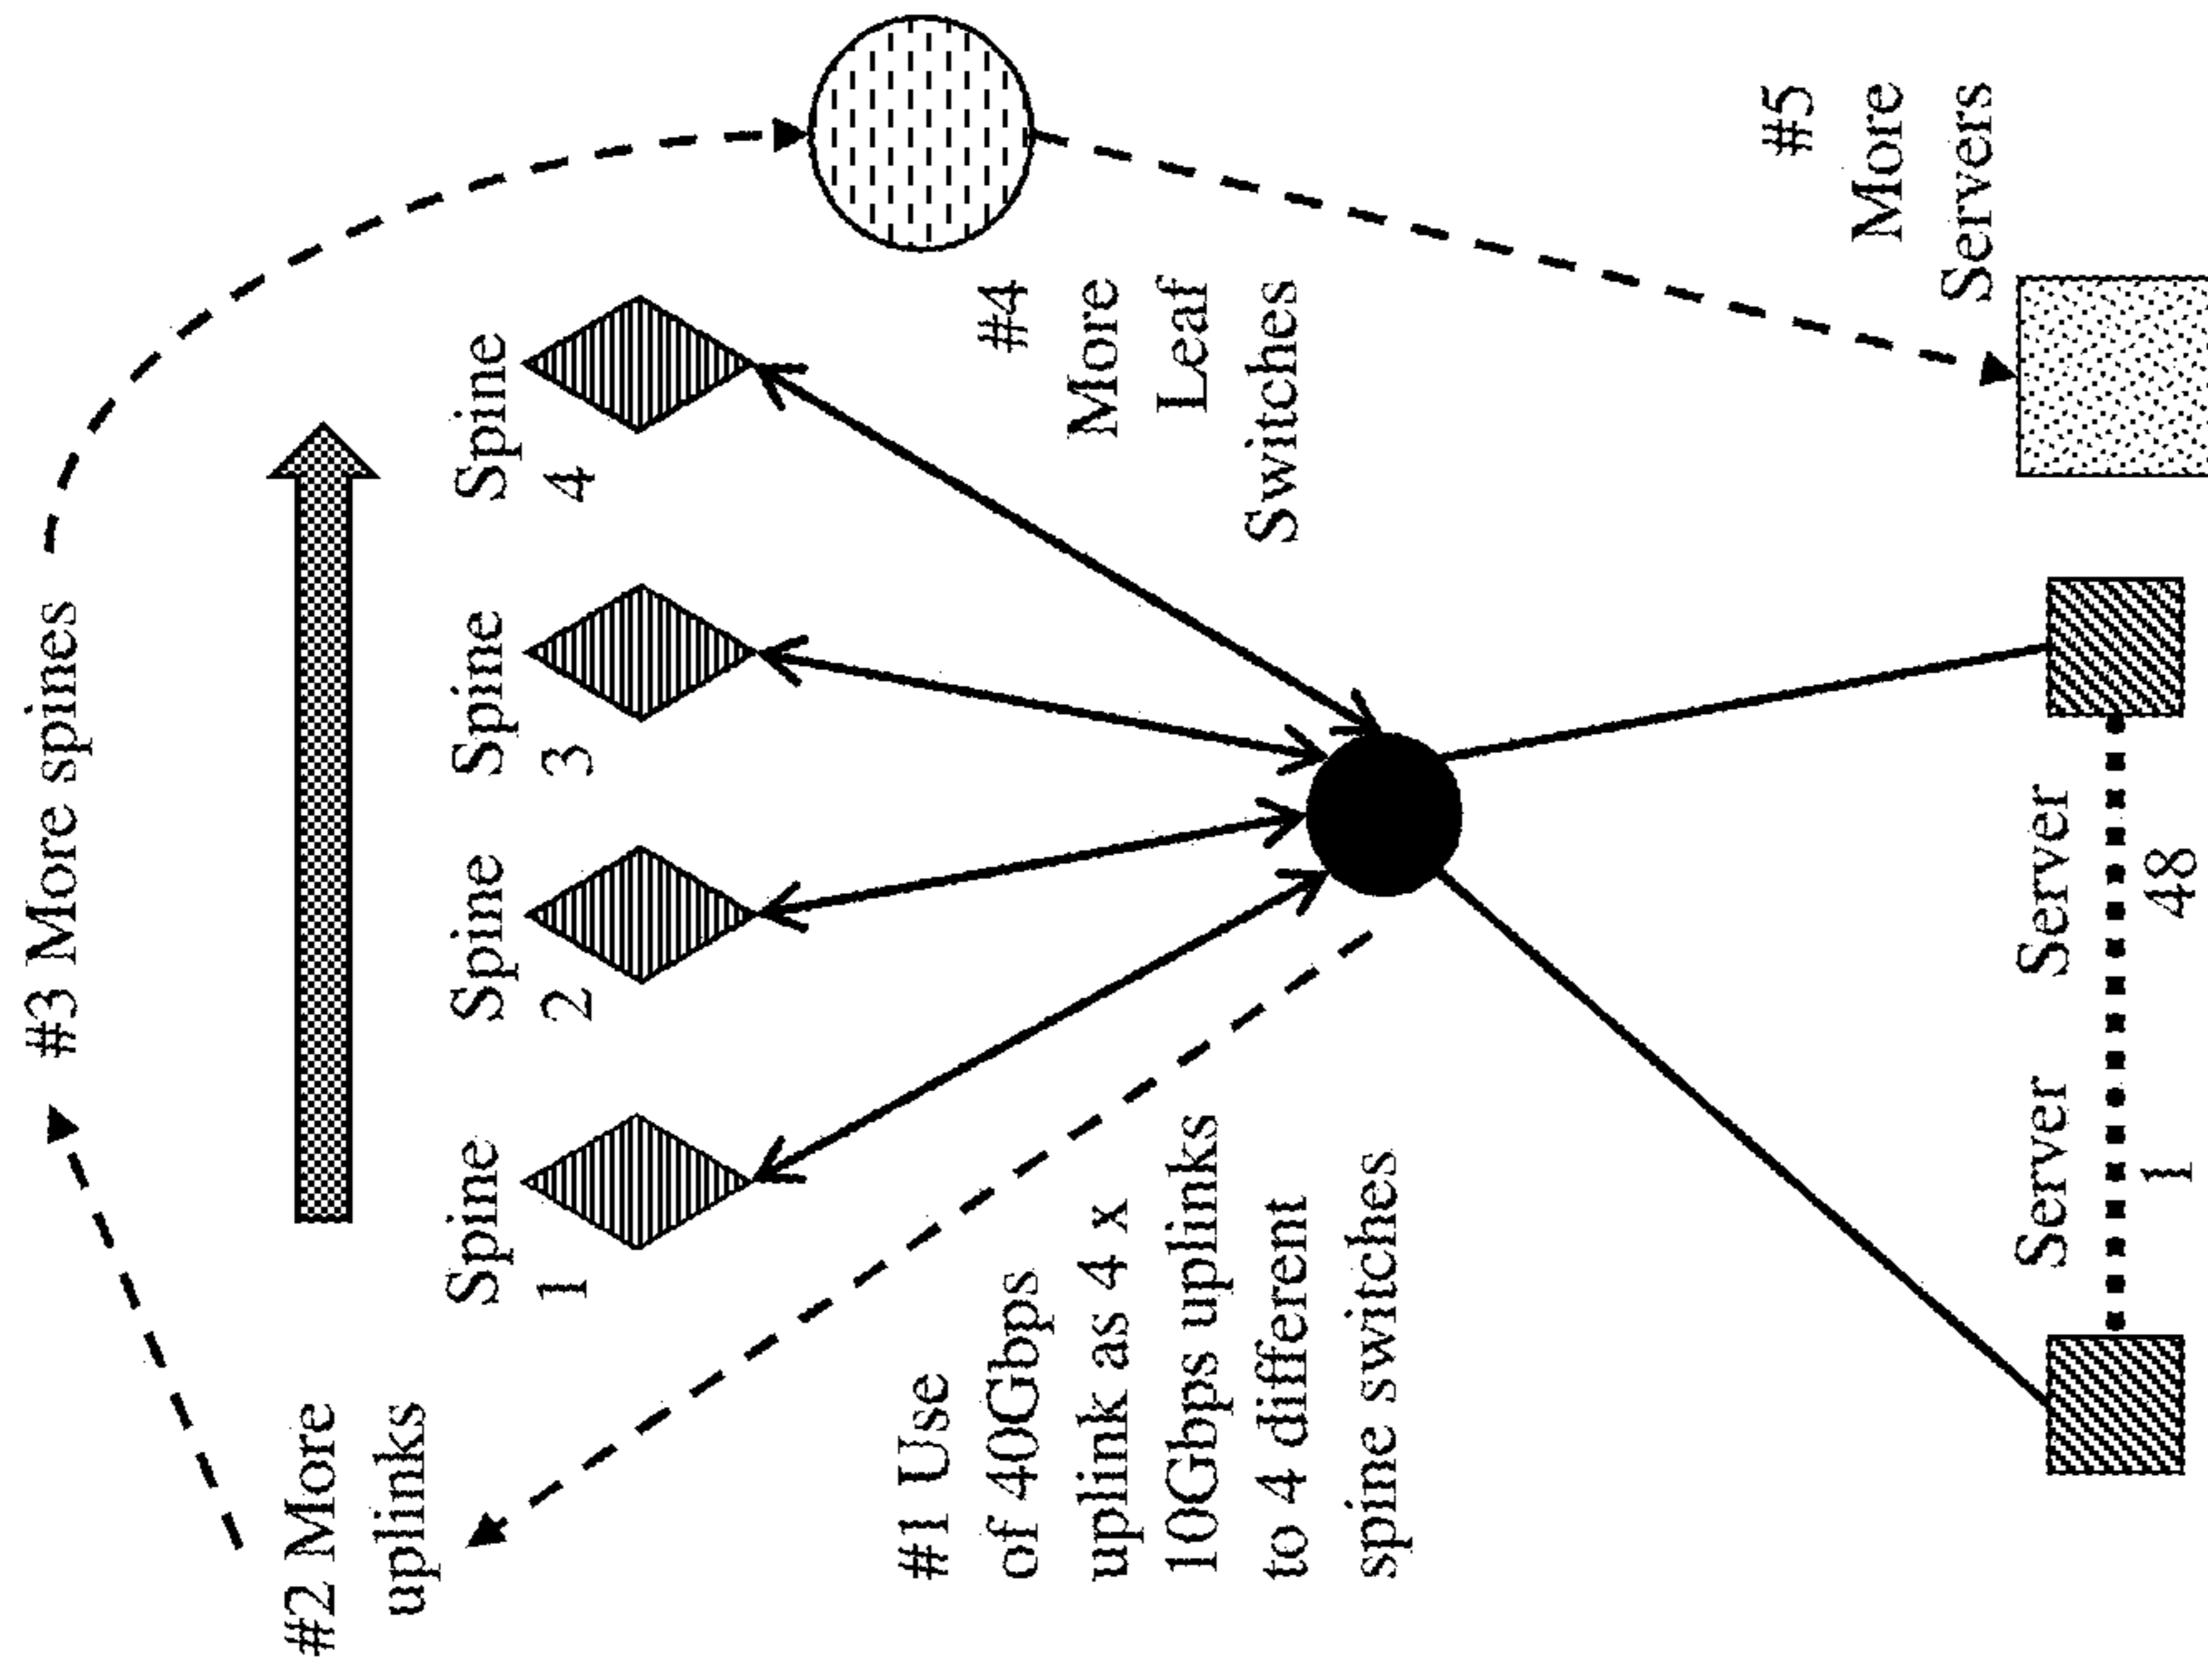 #3 More spines
#2 More
uplinks
Spine
1
Spine
2
Spine
3
Spine
4
#1 Use
of 40Gbps
uplink as 4 x
10Gbps uplinks
to 4 different
spine switches
#4
More
Leaf
Switches
#5
More
Servers
Server
1
Server
48